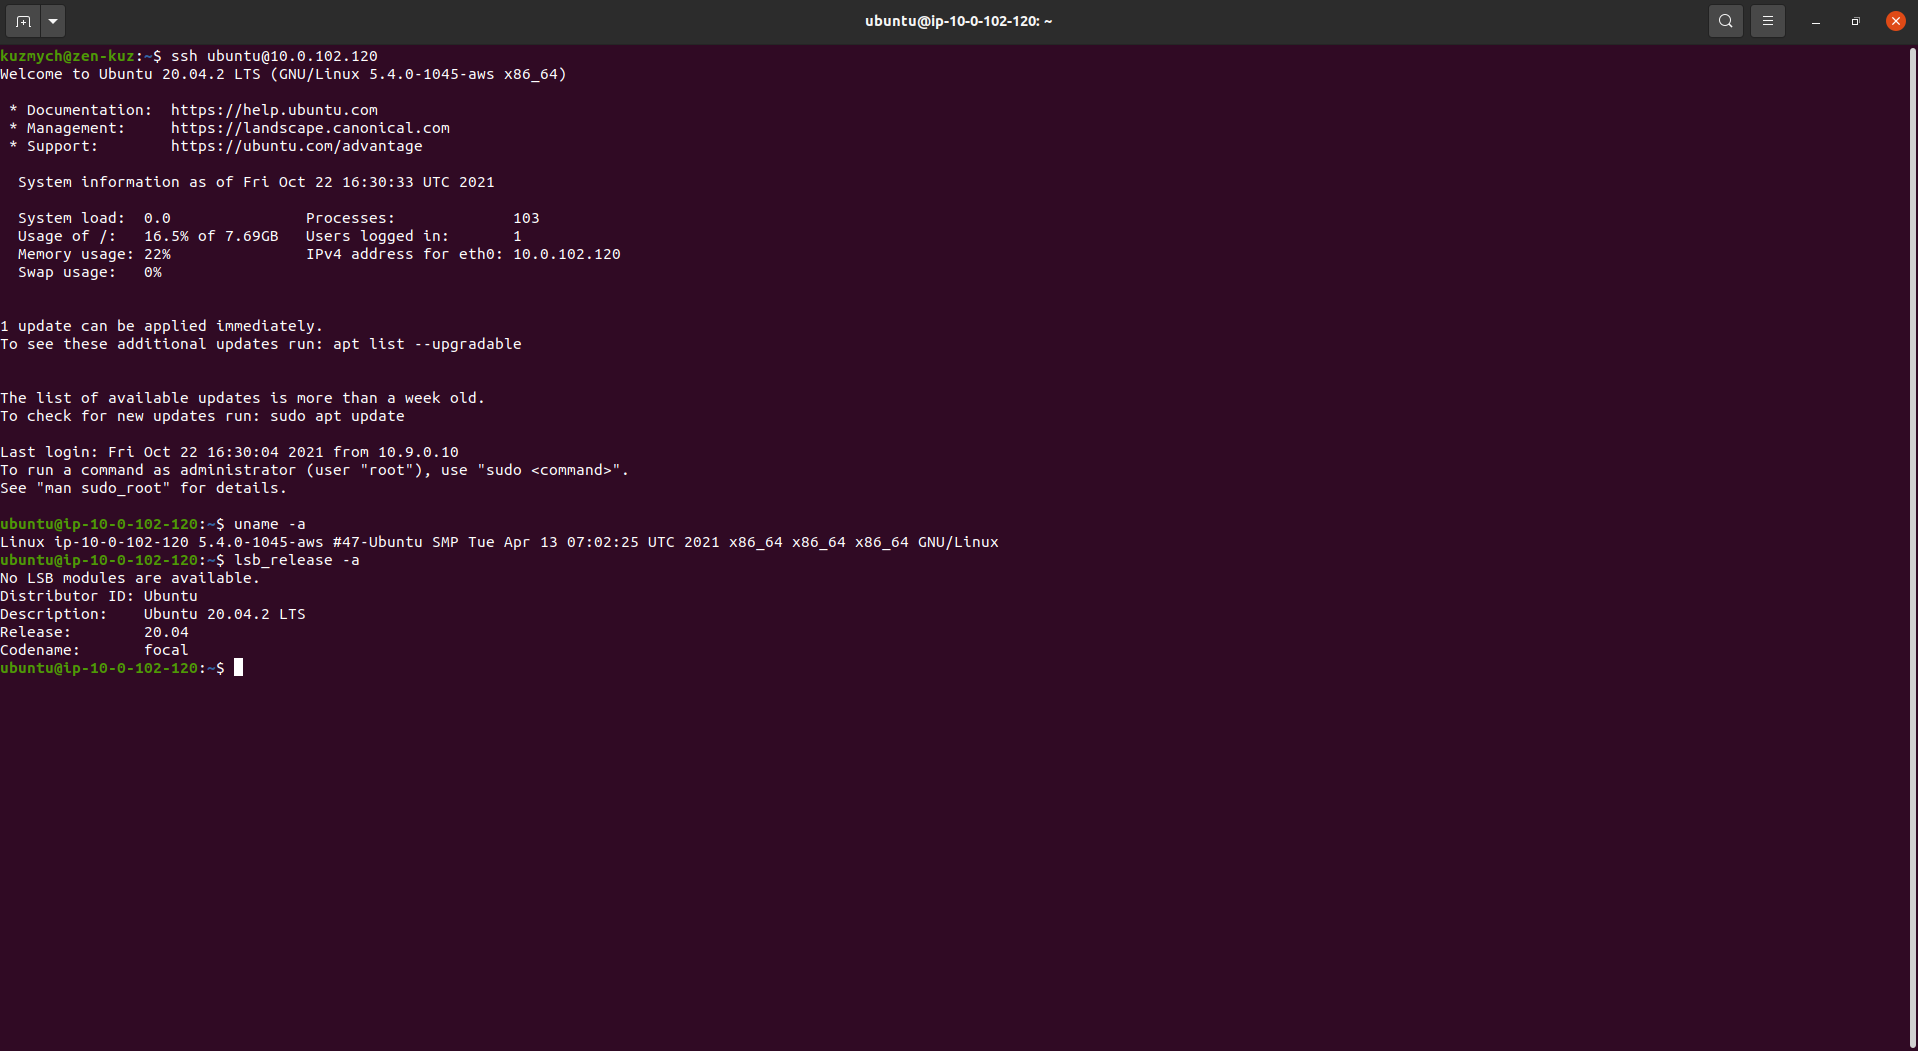 ubuntu@ip-10-0-102-120: ~
kuzmych@zen-kuz:~$ ssh ubuntu@10.0.102.120
Welcome to Ubuntu 20.04.2 LTS (GNU/Linux 5.4.0-1045-aws x86_64)
* Documentation:  https://help.ubuntu.com
* Management:     https://landscape.canonical.com
* Support:        https://ubuntu.com/advantage
System information as of Fri Oct 22 16:30:33 UTC 2021
System load:  0.0               Processes:             103
Usage of /:   16.5% of 7.69GB   Users logged in:       1
Memory usage: 22%               IPv4 address for eth0: 10.0.102.120
Swap usage:   0%
1 update can be applied immediately.
To see these additional updates run: apt list --upgradable
The list of available updates is more than a week old.
To check for new updates run: sudo apt update
Last login: Fri Oct 22 16:30:04 2021 from 10.9.0.10
To run a command as administrator (user "root"), use "sudo <command>".
See "man sudo_root" for details.
ubuntu@ip-10-0-102-120:~$ uname -a
Linux ip-10-0-102-120 5.4.0-1045-aws #47-Ubuntu SMP Tue Apr 13 07:02:25 UTC 2021 x86_64 x86_64 x86_64 GNU/Linux
ubuntu@ip-10-0-102-120:~$ lsb_release -a
No LSB modules are available.
Distributor ID: Ubuntu
Description:    Ubuntu 20.04.2 LTS
Release:        20.04
Codename:       focal
ubuntu@ip-10-0-102-120:~$